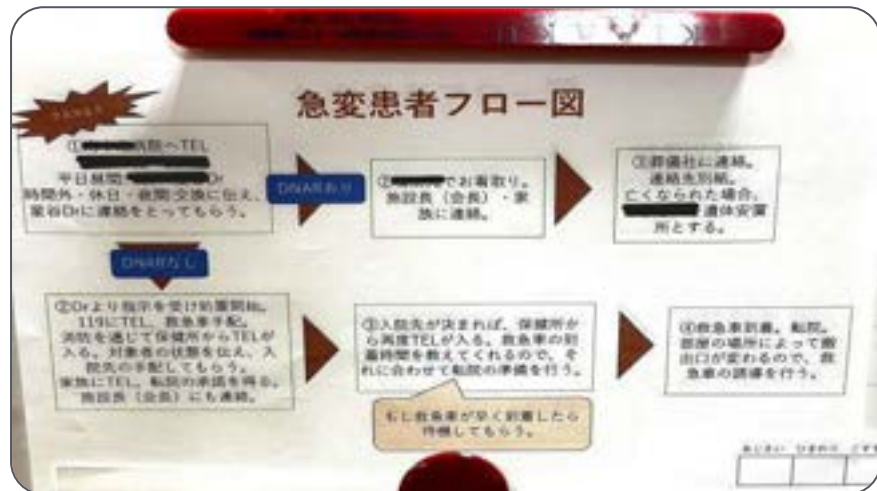 急変患者フロー図
院へTEL
平日昼間: Dr
時間外・休日・夜間:交換に伝え、
Drに連絡をとってもらう。
DNARあり
②でお看取り。
施設長（会長）・家
族に連絡。
③葬儀社に連絡。
連絡先別紙。
亡くなられた場合、
遺体安置
所とする。
DNARなし
②Drより指示を受け処置開始。
119にTEL、救急車手配。
消防を通じて保健所からTELが
入る。対象者の状態を伝え、入
院先の手配してもらう。
家族にTEL、転院の承諾を得る。
施設長（会長）にも連絡。
③入院先が決まれば、保健所か
ら再度TELが入る。救急車の到
着時間を教えてくれるので、そ
れに合わせて転院の準備を行う。
もし救急車が早く到着したら
待機してもらう。
④救急車到着。転院。
部屋の場所によって搬
出口が変わるので、救
急車の誘導を行う。
あじさい ひまわり